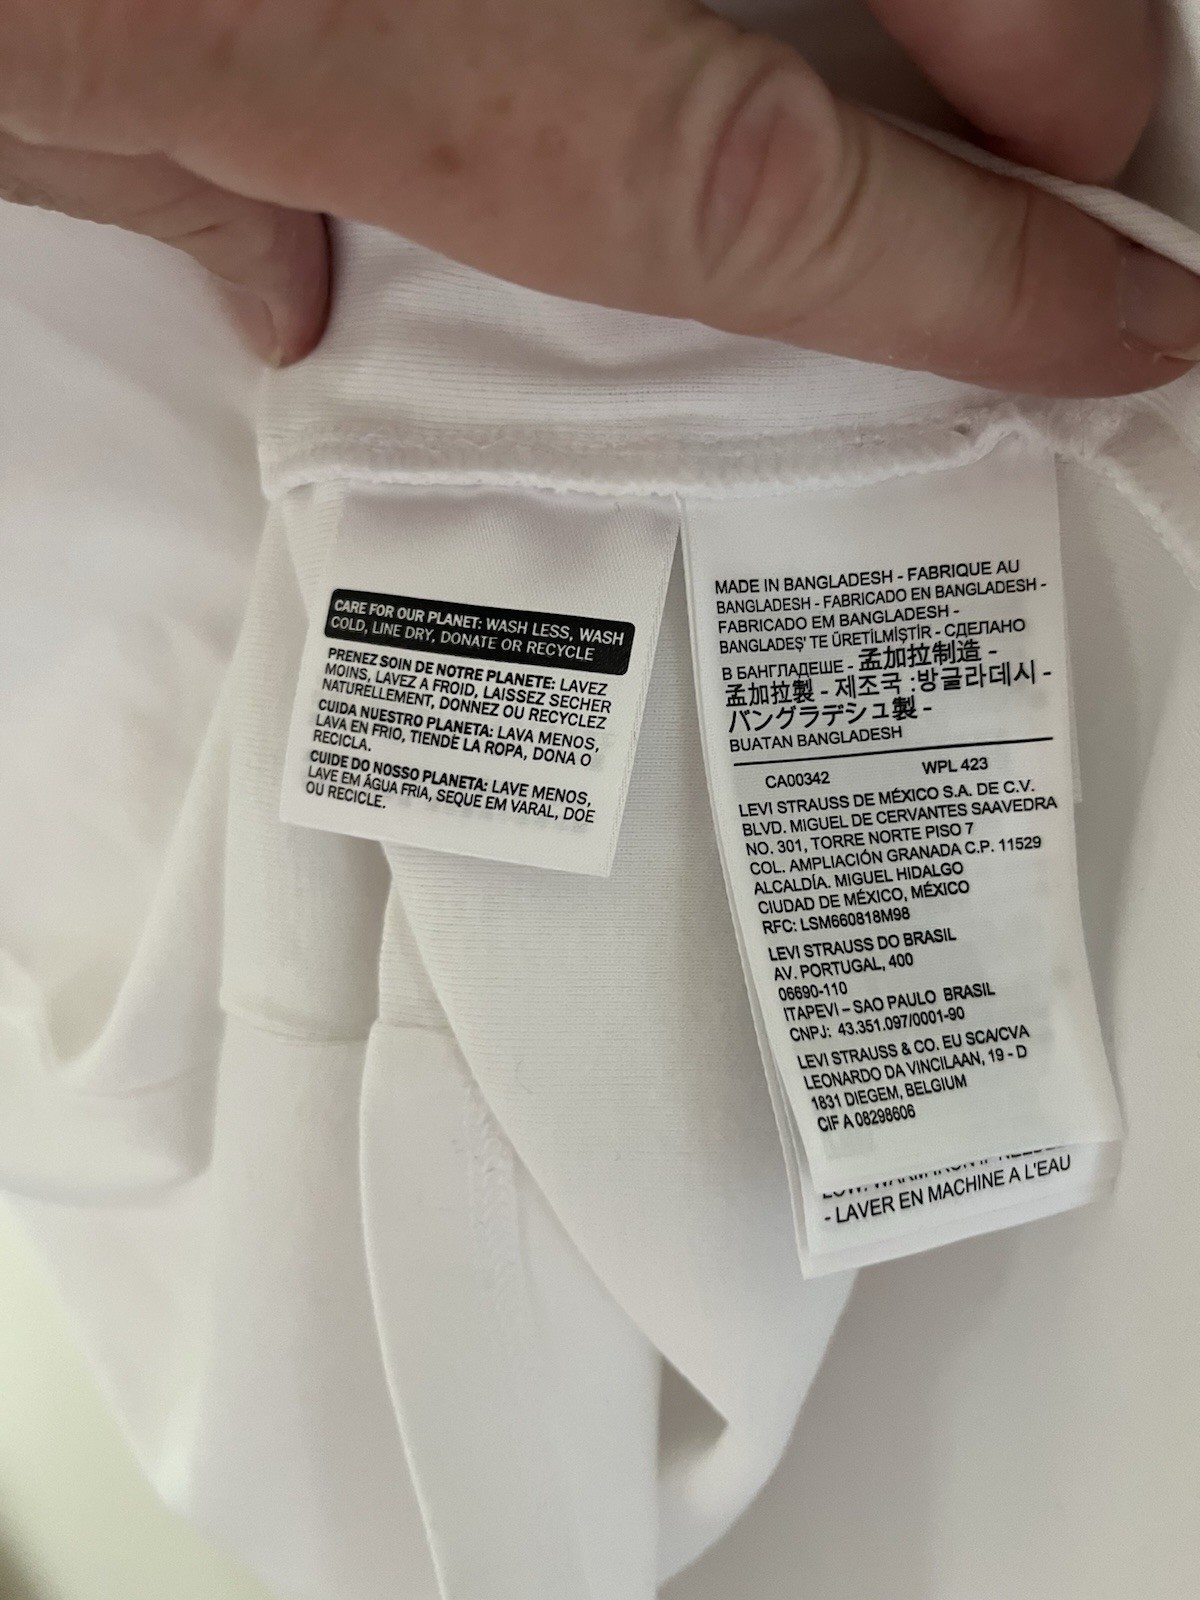 CARE FOR OUR PLANET: WASH LESS, WASH
COLD, LINE DRY, DONATE OR RECYCLE
PRENEZ SOIN DE NOTRE PLANETE: LAVEZ
MOINS, LAVEZ A FROID, LAISSEZ SECHER
NATURELLEMENT, DONNEZ OU RECYCLEZ
CUIDA NUESTRO PLANETA: LAVA MENOS,
LAVA EN FRIO, TIENDE LA ROPA, DONA O
RECICLA.
CUIDE DO NOSSO PLANETA: LAVE MENOS,
LAVE EM ÁGUA FRIA, SEQUE EM VARAL, DOE
OU RECICLE.
MADE IN BANGLADESH - FABRIQUE AU
BANGLADESH - FABRICADO EN BANGLADESH -
FABRICADO EM BANGLADESH -
BANGLADEŞ' TE ÜRETİLMİŞTİR - СДЕЛАНО
В БАНГЛАДЕШЕ - 孟加拉制造 -
孟加拉製 - 제조국 :방글라데시 -
バングラデシュ製 -
BUATAN BANGLADESH
CA00342 WPL 423
LEVI STRAUSS DE MÉXICO S.A. DE C.V.
BLVD. MIGUEL DE CERVANTES SAAVEDRA
NO. 301, TORRE NORTE PISO 7
COL. AMPLIACIÓN GRANADA C.P. 11529
ALCALDÍA. MIGUEL HIDALGO
CIUDAD DE MÉXICO, MÉXICO
RFC: LSM660818M98
LEVI STRAUSS DO BRASIL
AV. PORTUGAL, 400
06690-110
ITAPEVI – SAO PAULO BRASIL
CNPJ: 43.351.097/0001-90
LEVI STRAUSS & CO. EU SCA/CVA
LEONARDO DA VINCILAAN, 19 - D
1831 DIEGEM, BELGIUM
CIF A 08298606
- LAVER EN MACHINE A L'EAU